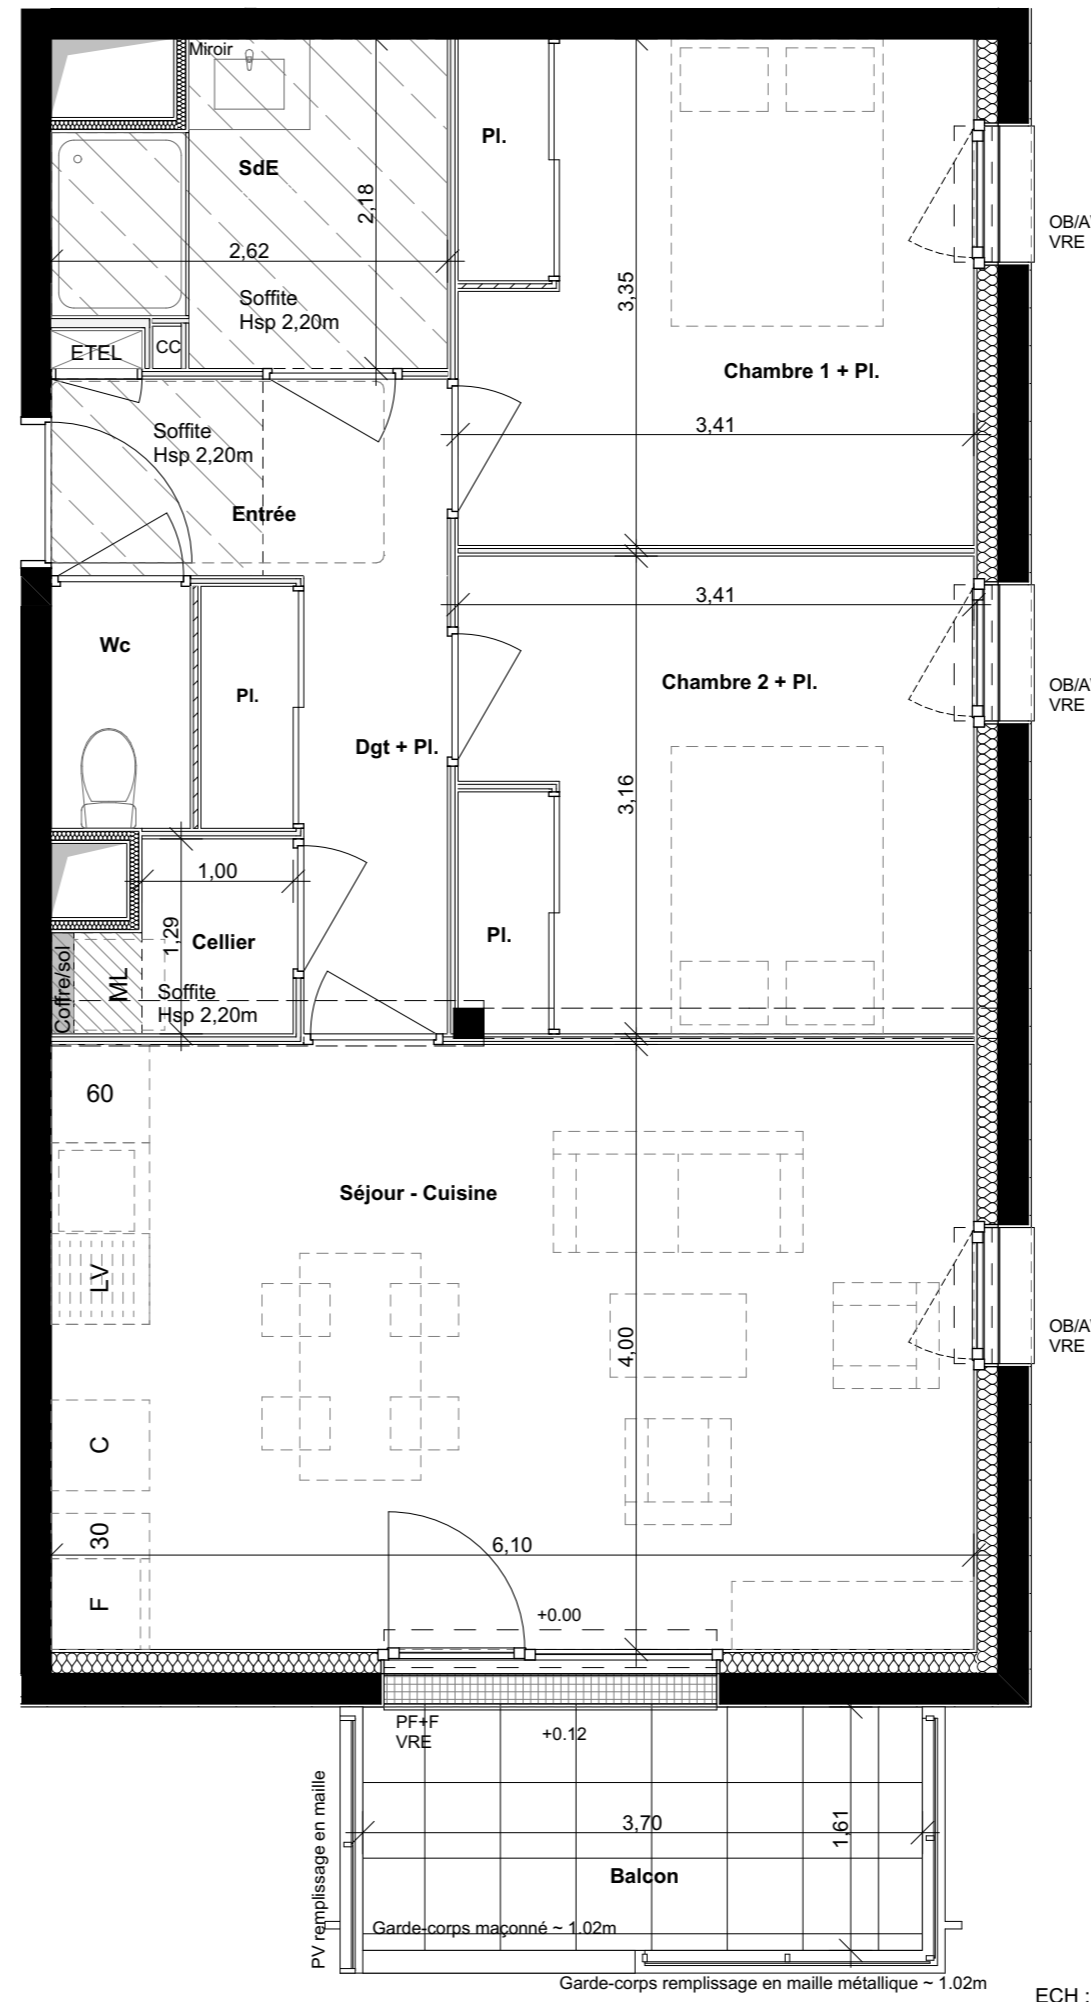 Miroir
SdE
Pl.
2,18
2,62
Soffite
Hsp 2,20m
ETEL
CC
3,35
OB/A
VRE
Chambre 1 + Pl.
3,41
Soffite
Hsp 2,20m
Entrée
3,41
Wc
Pl.
Chambre 2 + Pl.
OB/A
VRE
Dgt + Pl.
3,16
1,00
1,29
Cellier
Pl.
Coffre/sol
ML
Soffite
Hsp 2,20m
60
Séjour - Cuisine
LV
4,00
OB/A
VRE
C
30
6,10
F
+0.00
PF+F
VRE
+0.12
PV remplissage en maille
3,70
1,61
Balcon
Garde-corps maçonné ~ 1.02m
Garde-corps remplissage en maille métallique ~ 1.02m
ECH :